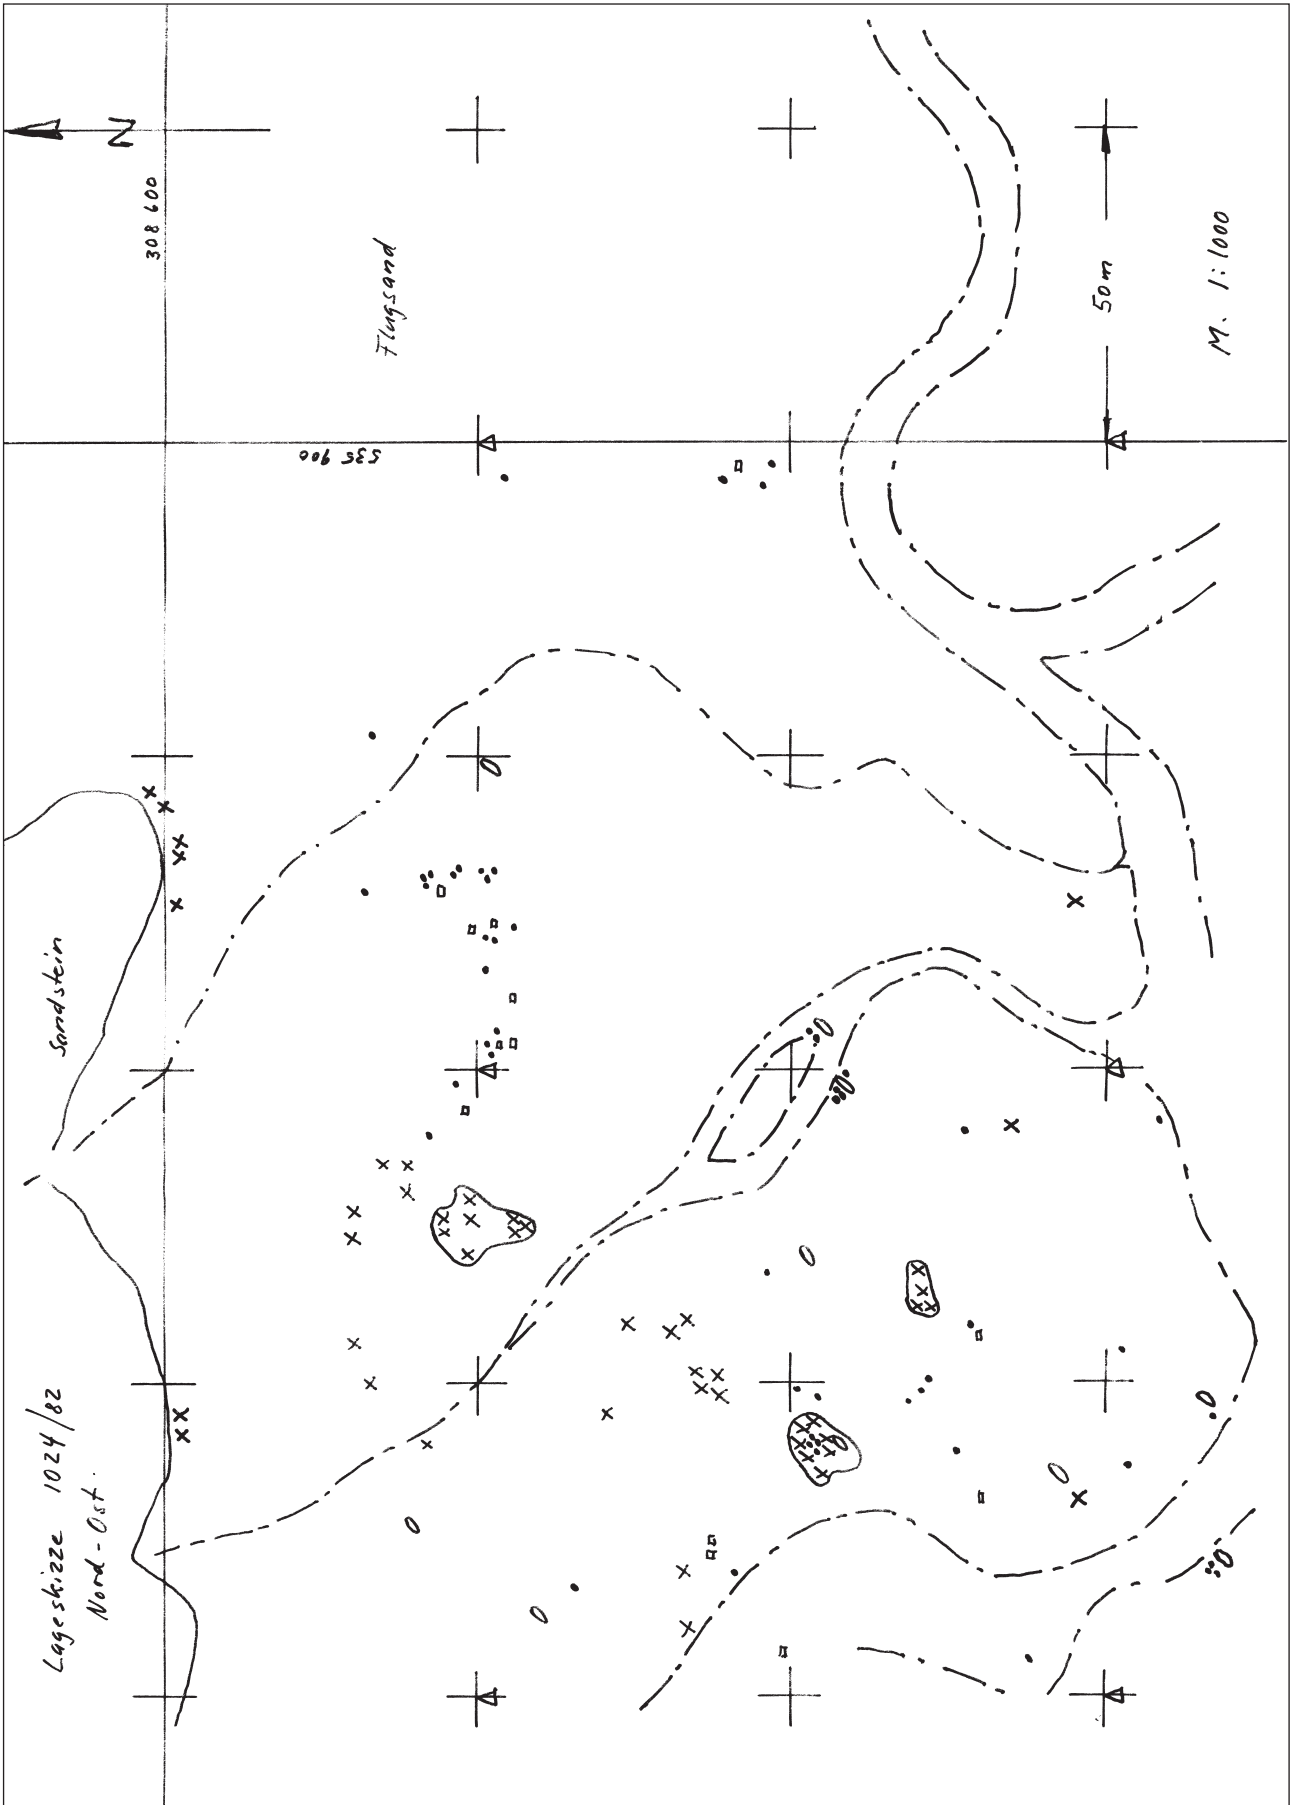 Lageskizze 1024/82
Nord-Ost.
Sandstein
N
308 600
535 900
Flugsand
50m
M. 1:1000